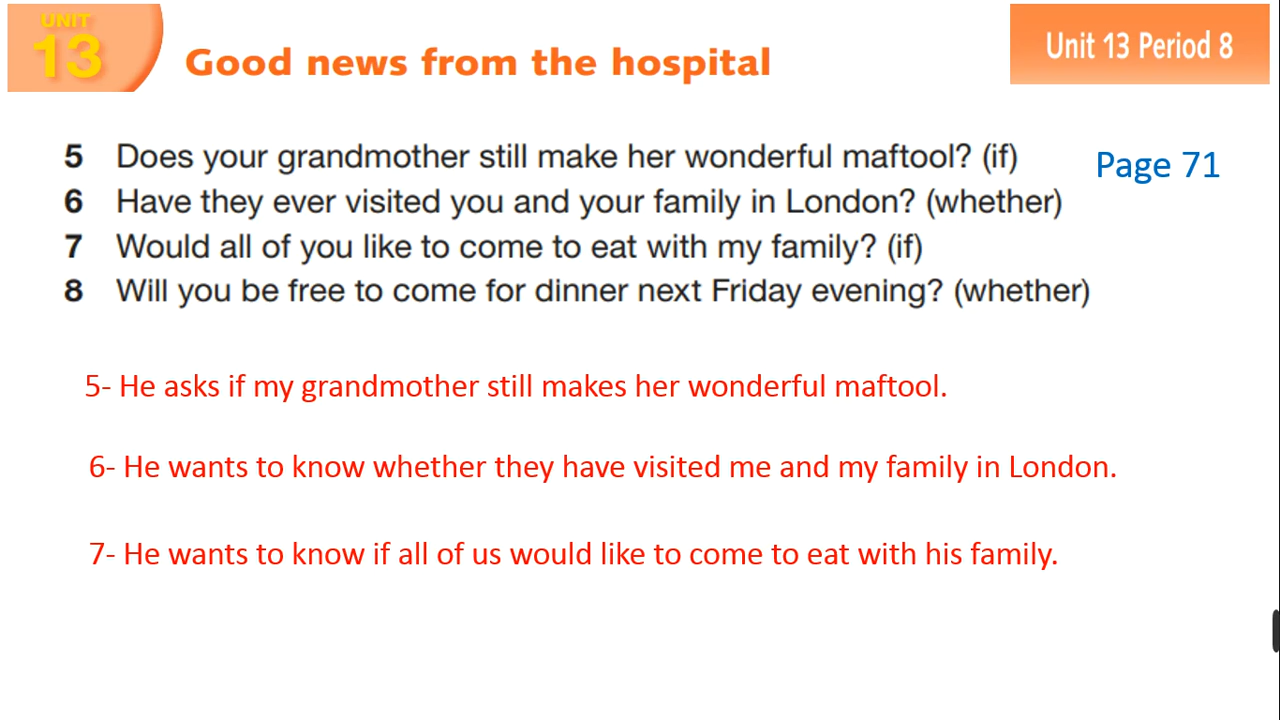 UNIT
13
Good news from the hospital
Unit 13 Period 8
5 Does your grandmother still make her wonderful maftool? (if)
Page 71
6 Have they ever visited you and your family in London? (whether)
7 Would all of you like to come to eat with my family? (if)
8 Will you be free to come for dinner next Friday evening? (whether)
5- He asks if my grandmother still makes her wonderful maftool.
6- He wants to know whether they have visited me and my family in London.
7- He wants to know if all of us would like to come to eat with his family.